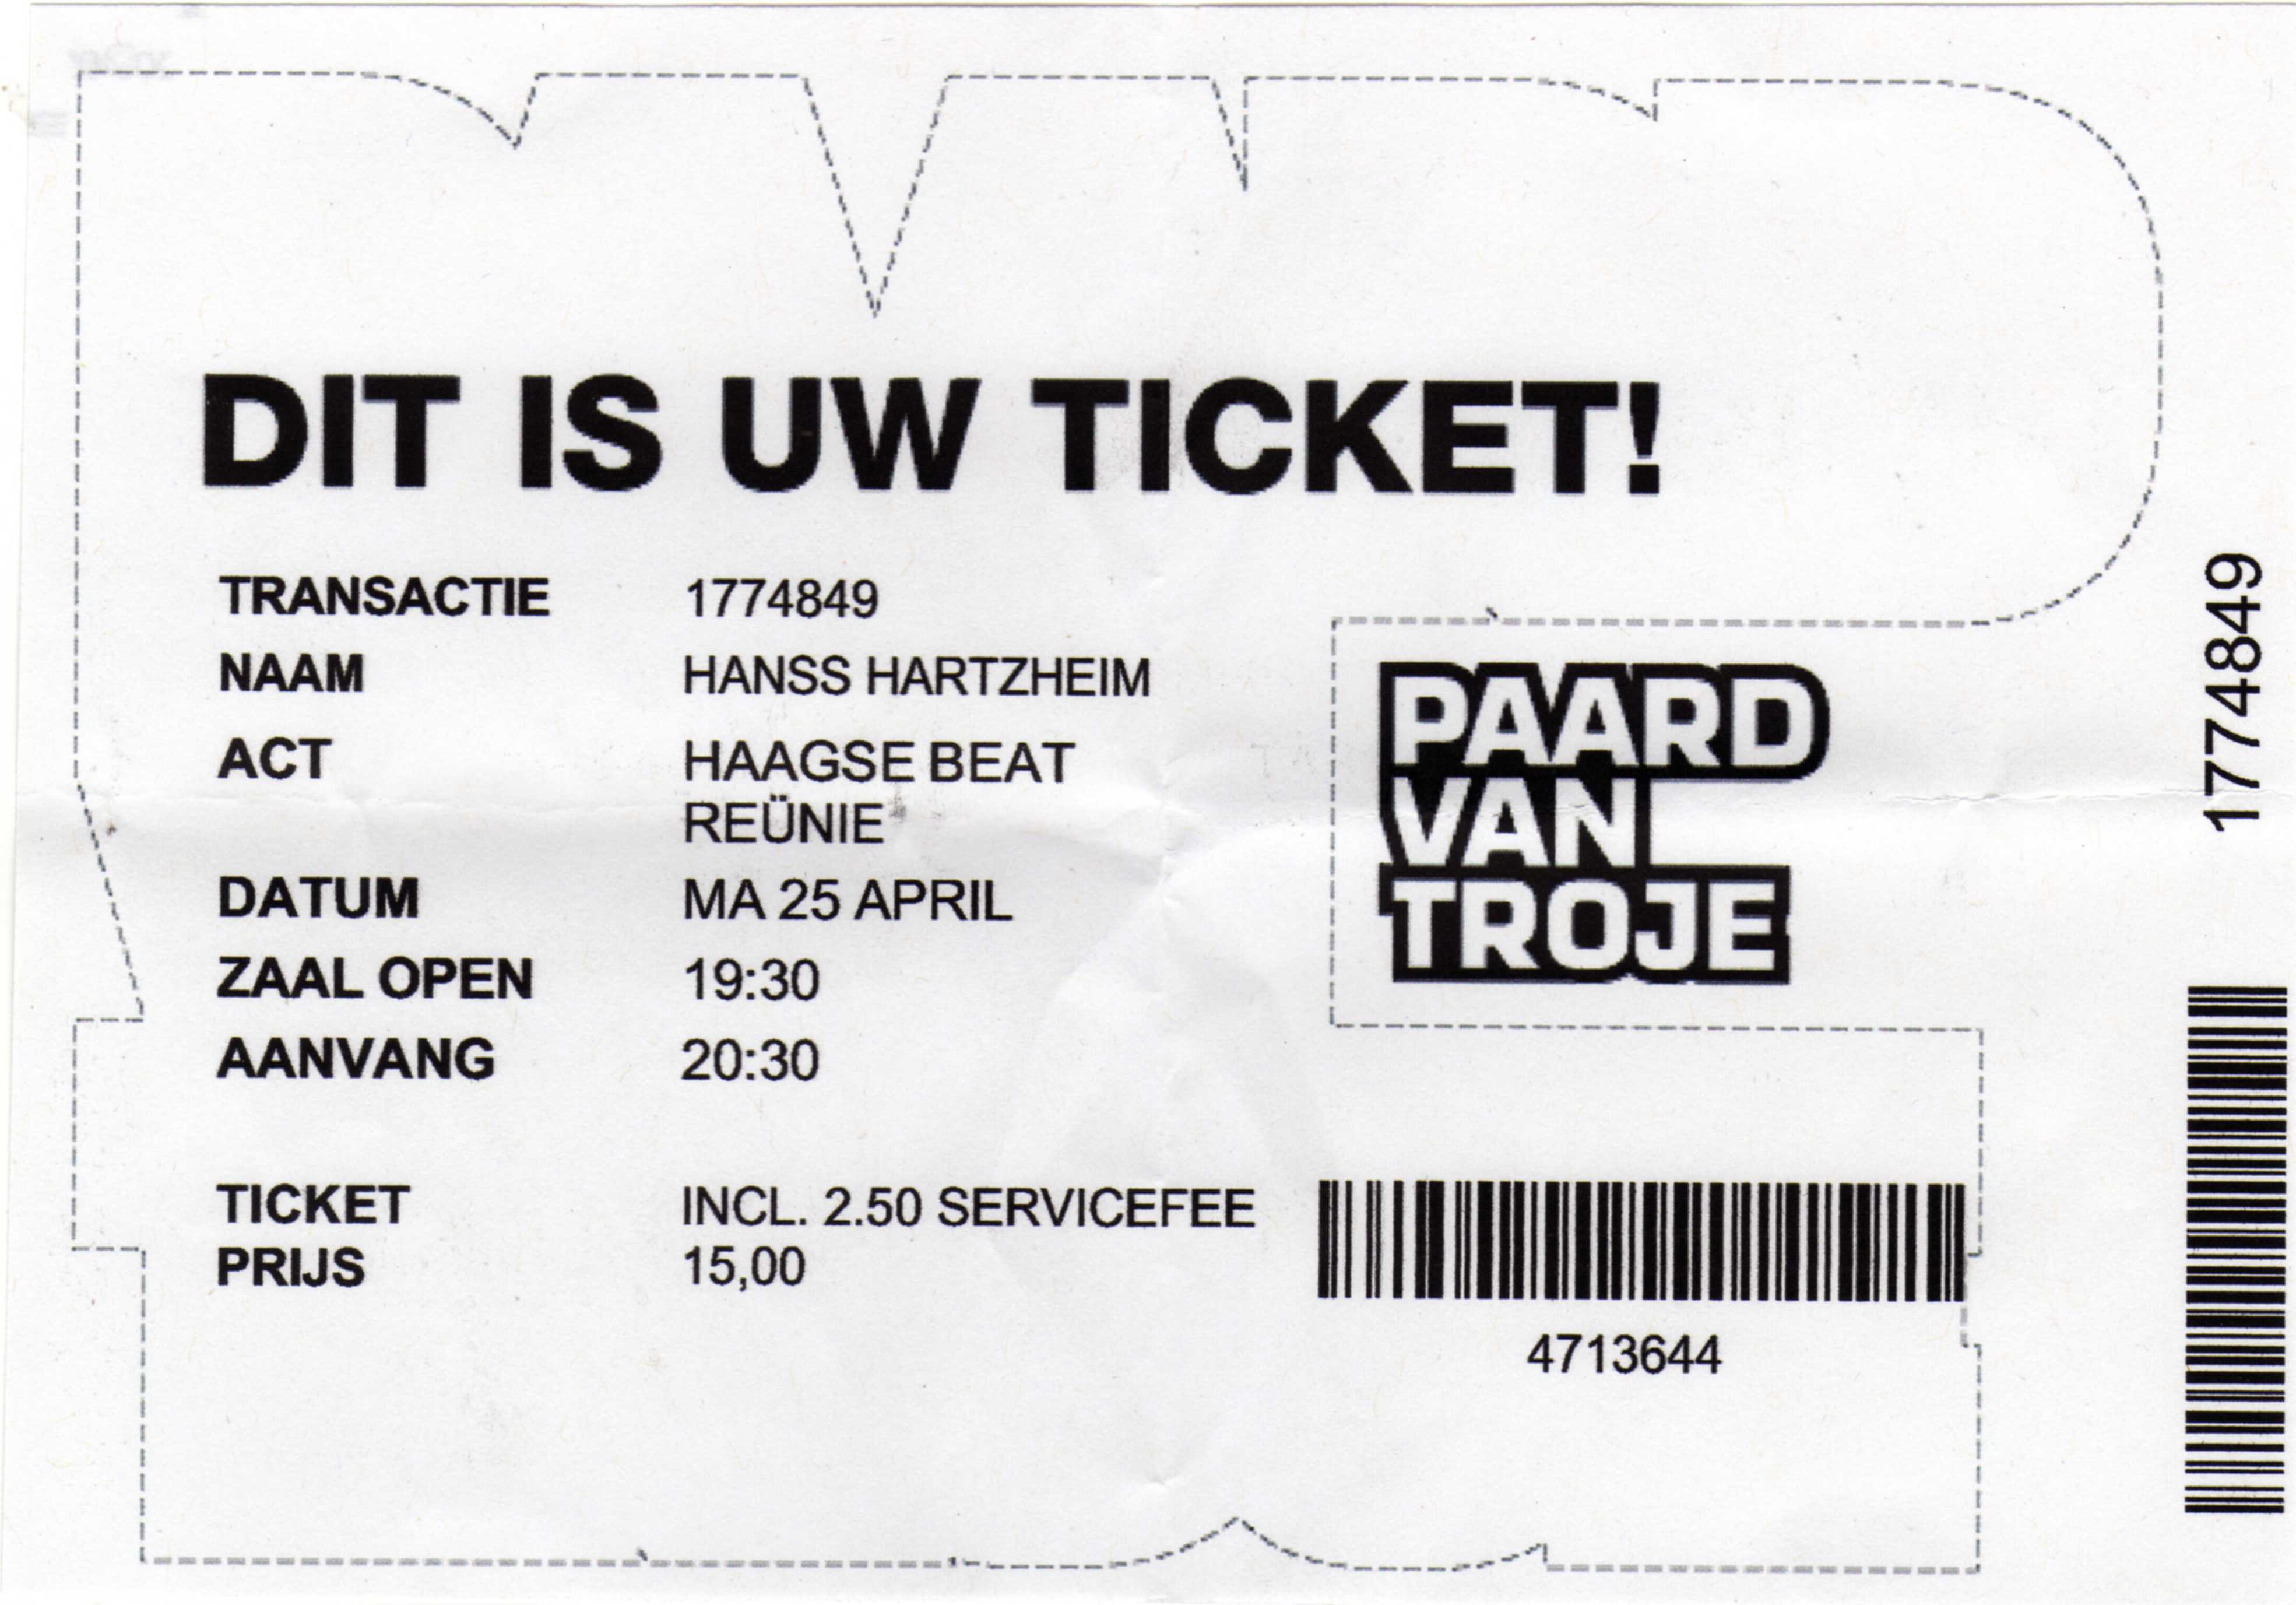 DIT IS UW TICKET!
TRANSACTIE 1774849
NAAM HANSS HARTZHEIM
ACT HAAGSE BEAT
REÜNIE
DATUM MA 25 APRIL
ZAAL OPEN 19:30
AANVANG 20:30
TICKET INCL. 2.50 SERVICEFEE
PRIJS 15,00
PAARD
VAN
TROJE
4713644
1774849